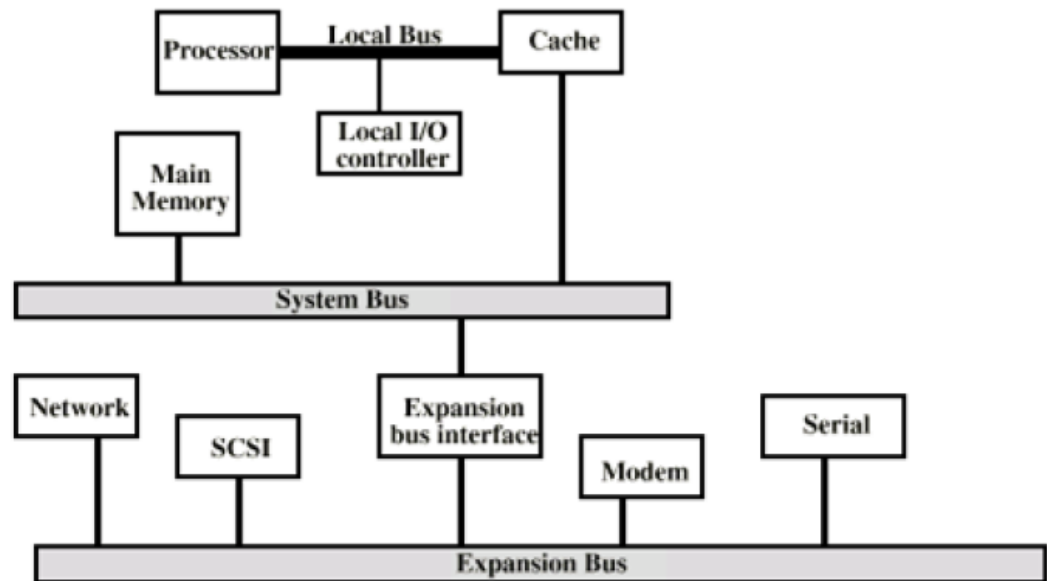 Local Bus
Processor
Cache
Local I/O
controller
Main
Memory
System Bus
Network
SCSI
Expansion
bus interface
Modem
Serial
Expansion Bus